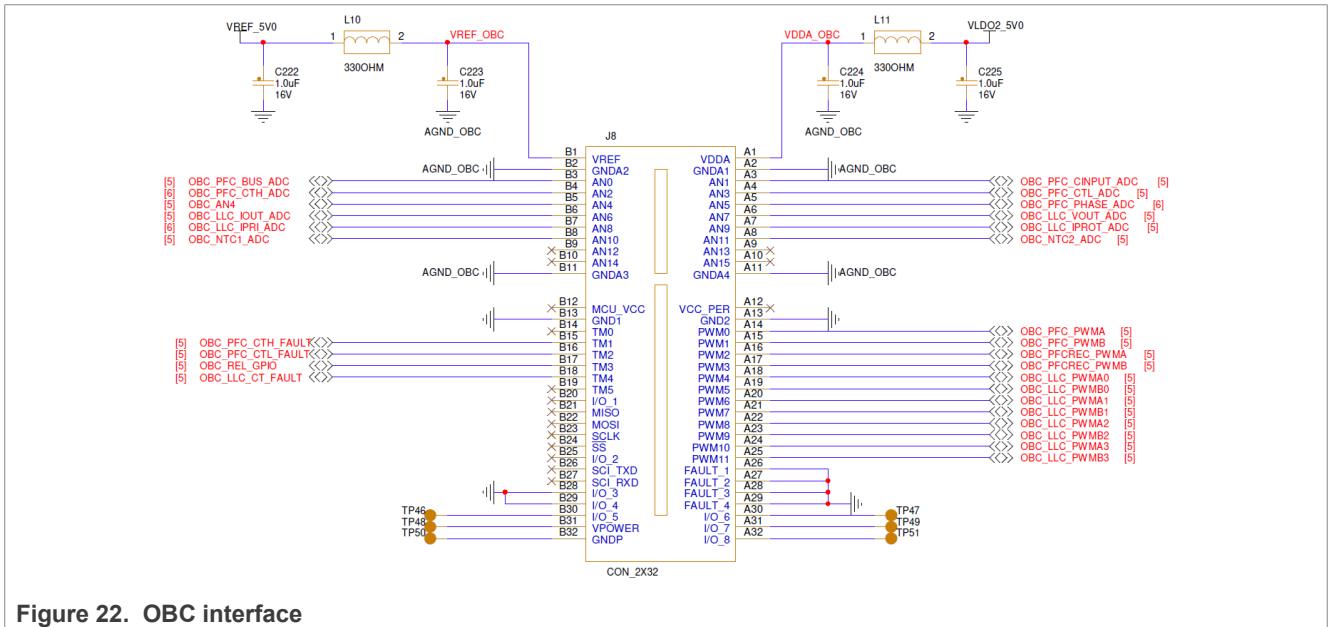 VREF_5V0
L10
1 2
VREF_OBC
330OHM
C222
1.0uF
16V
C223
1.0uF
16V
AGND_OBC
VDDA_OBC
L11
1 2
VLDO2_5V0
330OHM
C224
1.0uF
16V
C225
1.0uF
16V
AGND_OBC
J8
B1 VREF VDDA A1
AGND_OBC B2 GNDA2 GNDA1 A2 AGND_OBC
[5] OBC_PFC_BUS_ADC B3 AN0 AN1 A3 OBC_PFC_CINPUT_ADC [5]
[6] OBC_PFC_CTH_ADC B4 AN2 AN3 A4 OBC_PFC_CTL_ADC [5]
[5] OBC_AN4 B5 AN4 AN5 A5 OBC_PFC_PHASE_ADC [6]
[5] OBC_LLC_IOUT_ADC B6 AN6 AN7 A6 OBC_LLC_VOUT_ADC [5]
[6] OBC_LLC_IPRI_ADC B7 AN8 AN9 A7 OBC_LLC_IPROT_ADC [5]
[5] OBC_NTC1_ADC B8 AN10 AN11 A8 OBC_NTC2_ADC [5]
B9 AN12 AN13 A9
B10 AN14 AN15 A10
AGND_OBC B11 GNDA3 GNDA4 A11 AGND_OBC
B12 MCU_VCC VCC_PER A12
B13 GND1 GND2 A13
B14 TM0 PWM0 A14 OBC_PFC_PWMA [5]
[5] OBC_PFC_CTH_FAULT B15 TM1 PWM1 A15 OBC_PFC_PWMB [5]
[5] OBC_PFC_CTL_FAULT B16 TM2 PWM2 A16 OBC_PFCREC_PWMA [5]
[5] OBC_REL_GPIO B17 TM3 PWM3 A17 OBC_PFCREC_PWMB [5]
[5] OBC_LLC_CT_FAULT B18 TM4 PWM4 A18 OBC_LLC_PWMA0 [5]
B19 TM5 PWM5 A19 OBC_LLC_PWMB0 [5]
B20 I/O_1 PWM6 A20 OBC_LLC_PWMA1 [5]
B21 MISO PWM7 A21 OBC_LLC_PWMB1 [5]
B22 MOSI PWM8 A22 OBC_LLC_PWMA2 [5]
B23 SCLK PWM9 A23 OBC_LLC_PWMB2 [5]
B24 SS PWM10 A24 OBC_LLC_PWMA3 [5]
B25 I/O_2 PWM11 A25 OBC_LLC_PWMB3 [5]
B26 SCI_TXD FAULT_1 A26
B27 SCI_RXD FAULT_2 A27
B28 I/O_3 FAULT_3 A28
B29 I/O_4 FAULT_4 A29
TP46 B30 I/O_5 I/O_6 A30 TP47
TP48 B31 VPOWER I/O_7 A31 TP49
TP50 B32 GNDP I/O_8 A32 TP51
CON_2X32
Figure 22. OBC interface